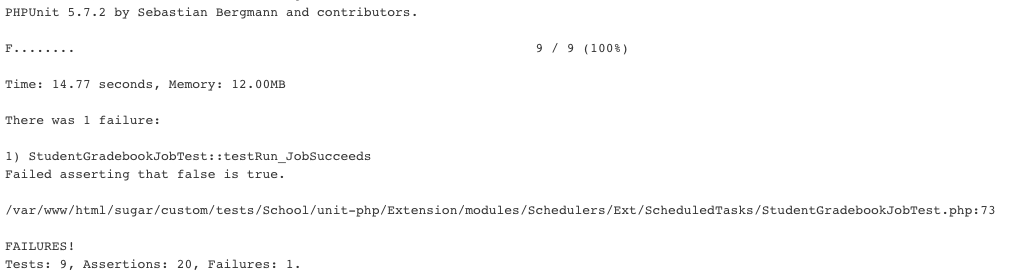 PHPUnit 5.7.2 by Sebastian Bergmann and contributors.
F........ 9 / 9 (100%)
Time: 14.77 seconds, Memory: 12.00MB
There was 1 failure:
1) StudentGradebookJobTest::testRun_JobSucceeds
Failed asserting that false is true.
/var/www/html/sugar/custom/tests/School/unit-php/Extension/modules/Schedulers/Ext/ScheduledTasks/StudentGradebookJobTest.php:73
FAILURES!
Tests: 9, Assertions: 20, Failures: 1.